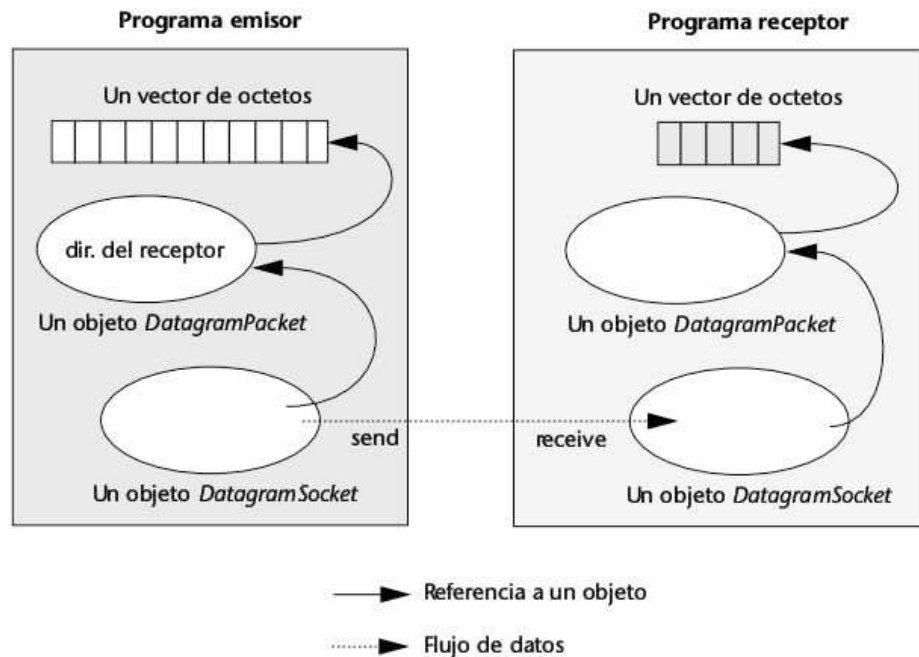 Programa emisor
Programa receptor
Un vector de octetos
Un vector de octetos
dir. del receptor
Un objeto DatagramPacket
Un objeto DatagramPacket
send
receive
Un objeto DatagramSocket
Un objeto DatagramSocket
Referencia a un objeto
Flujo de datos